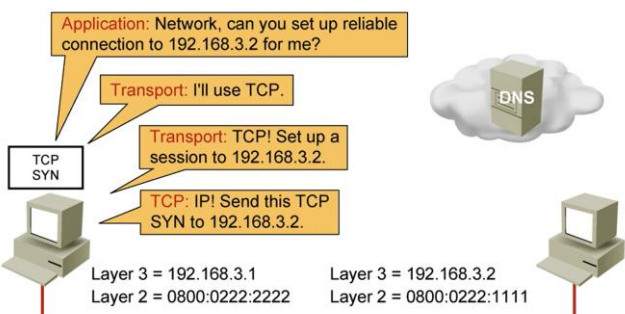 Application: Network, can you set up reliable
connection to 192.168.3.2 for me?
Transport: I'll use TCP.
DNS
Transport: TCP! Set up a
session to 192.168.3.2.
TCP
SYN
TCP: IP! Send this TCP
SYN to 192.168.3.2.
Layer 3 = 192.168.3.1
Layer 2 = 0800:0222:2222
Layer 3 = 192.168.3.2
Layer 2 = 0800:0222:1111